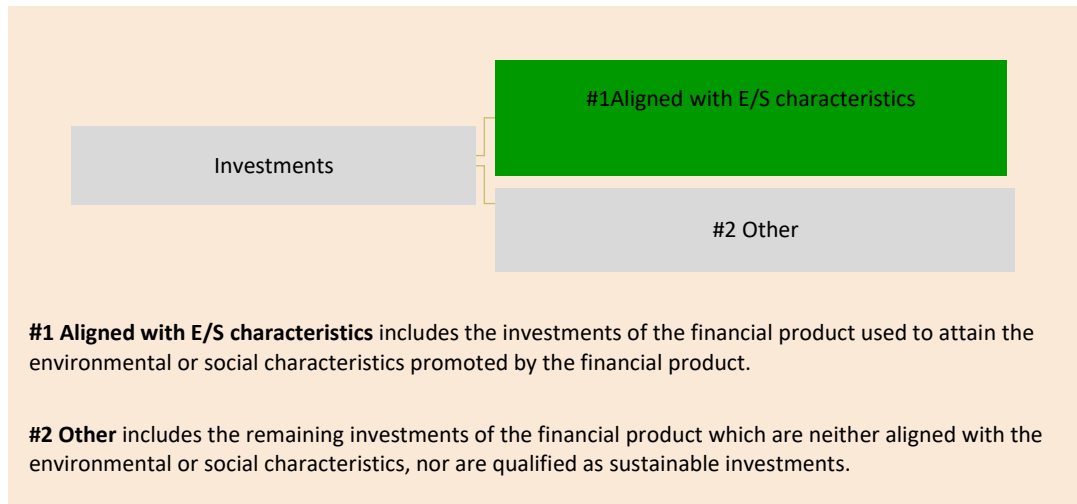 #1Aligned with E/S characteristics
Investments
#2 Other
#1 Aligned with E/S characteristics includes the investments of the financial product used to attain the
environmental or social characteristics promoted by the financial product.
#2 Other includes the remaining investments of the financial product which are neither aligned with the
environmental or social characteristics, nor are qualified as sustainable investments.